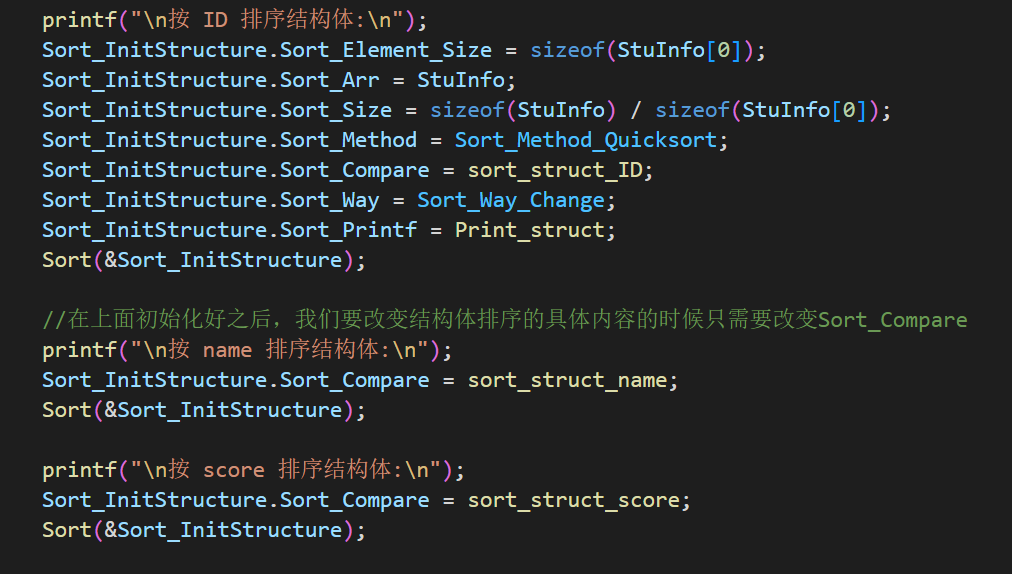 printf("\n按 ID 排序结构体:\n");
Sort_InitStructure.Sort_Element_Size = sizeof(StuInfo[0]);
Sort_InitStructure.Sort_Arr = StuInfo;
Sort_InitStructure.Sort_Size = sizeof(StuInfo) / sizeof(StuInfo[0]);
Sort_InitStructure.Sort_Method = Sort_Method_Quicksort;
Sort_InitStructure.Sort_Compare = sort_struct_ID;
Sort_InitStructure.Sort_Way = Sort_Way_Change;
Sort_InitStructure.Sort_Printf = Print_struct;
Sort(&Sort_InitStructure);
//在上面初始化好之后，我们要改变结构体排序的具体内容的时候只需要改变Sort_Compare
printf("\n按 name 排序结构体:\n");
Sort_InitStructure.Sort_Compare = sort_struct_name;
Sort(&Sort_InitStructure);
printf("\n按 score 排序结构体:\n");
Sort_InitStructure.Sort_Compare = sort_struct_score;
Sort(&Sort_InitStructure);